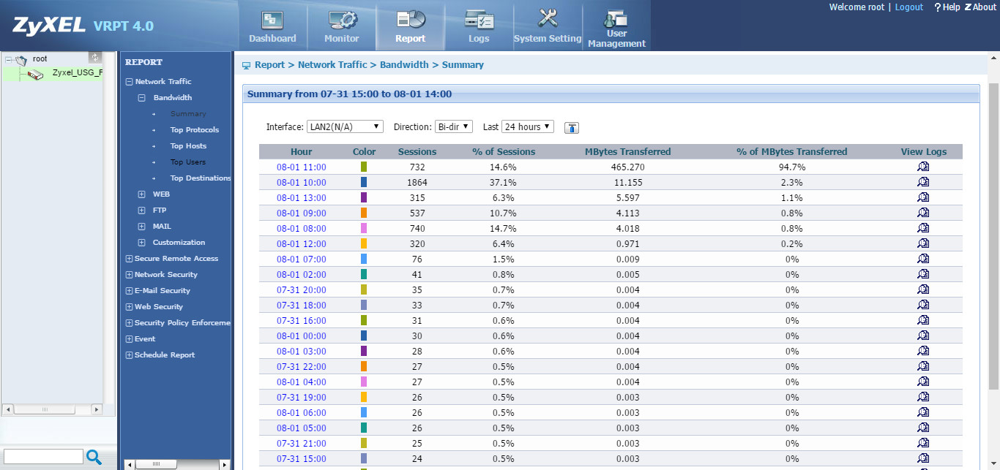 ZyXEL VRPT 4.0
Dashboard
Monitor
Report
Logs
System Setting
User Management
Welcome root | Logout ? Help Z About
root
Zyxel_USG_F
REPORT
Network Traffic
Bandwidth
Summary
Top Protocols
Top Hosts
Top Users
Top Destinations
WEB
FTP
MAIL
Customization
Secure Remote Access
Network Security
E-Mail Security
Web Security
Security Policy Enforceme
Event
Schedule Report
Report > Network Traffic > Bandwidth > Summary
Summary from 07-31 15:00 to 08-01 14:00
Interface: LAN2(N/A) Direction: Bi-dir Last 24 hours
Hour Color Sessions % of Sessions MBytes Transferred % of MBytes Transferred View Logs
08-01 11:00 732 14.6% 465.270 94.7%
08-01 10:00 1864 37.1% 11.155 2.3%
08-01 13:00 315 6.3% 5.597 1.1%
08-01 09:00 537 10.7% 4.113 0.8%
08-01 08:00 740 14.7% 4.018 0.8%
08-01 12:00 320 6.4% 0.971 0.2%
08-01 07:00 76 1.5% 0.009 0%
08-01 02:00 41 0.8% 0.005 0%
07-31 20:00 35 0.7% 0.004 0%
07-31 18:00 33 0.7% 0.004 0%
07-31 16:00 31 0.6% 0.004 0%
08-01 00:00 30 0.6% 0.004 0%
08-01 03:00 28 0.6% 0.004 0%
07-31 22:00 27 0.5% 0.004 0%
08-01 04:00 27 0.5% 0.004 0%
07-31 19:00 26 0.5% 0.003 0%
08-01 06:00 26 0.5% 0.003 0%
08-01 05:00 26 0.5% 0.003 0%
07-31 21:00 25 0.5% 0.003 0%
07-31 15:00 24 0.5% 0.003 0%